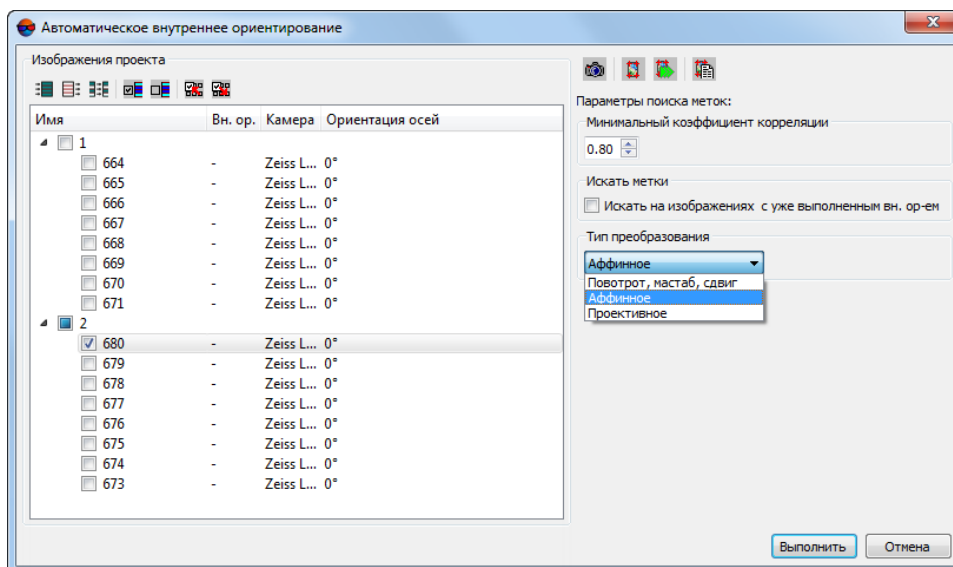 Автоматическое внутреннее ориентирование
Изображения проекта
Имя Вн. ор. Камера Ориентация осей
1
664 - Zeiss L... 0°
665 - Zeiss L... 0°
666 - Zeiss L... 0°
667 - Zeiss L... 0°
668 - Zeiss L... 0°
669 - Zeiss L... 0°
670 - Zeiss L... 0°
671 - Zeiss L... 0°
2
680 - Zeiss L... 0°
679 - Zeiss L... 0°
678 - Zeiss L... 0°
677 - Zeiss L... 0°
676 - Zeiss L... 0°
675 - Zeiss L... 0°
674 - Zeiss L... 0°
673 - Zeiss L... 0°
Параметры поиска меток:
Минимальный коэффициент корреляции
0.80
Искать метки
Искать на изображениях с уже выполненным вн. ор-ем
Тип преобразования
Аффинное
Повотрот, мастаб, сдвиг
Аффинное
Проективное
Выполнить Отмена